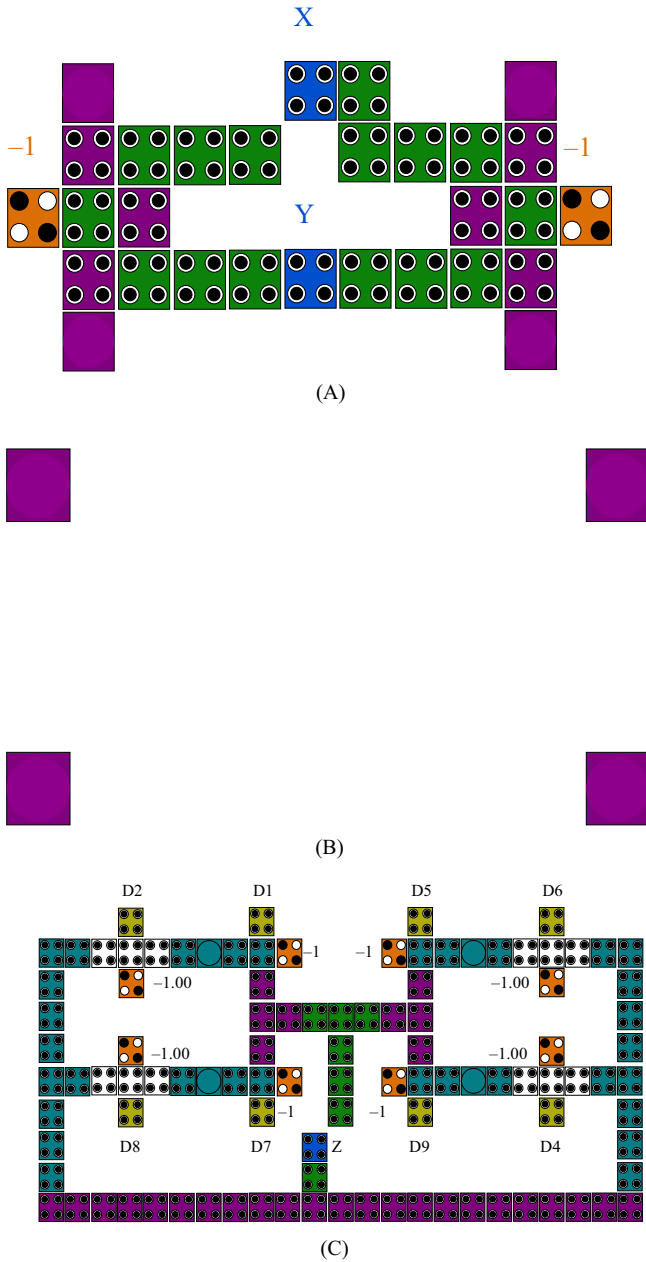 X
–1
–1
Y
(A)
(B)
D2 D1 D5 D6
–1 –1
–1.00 –1.00
–1.00 –1.00
–1 –1
D8 D7 Z D9 D4
(C)